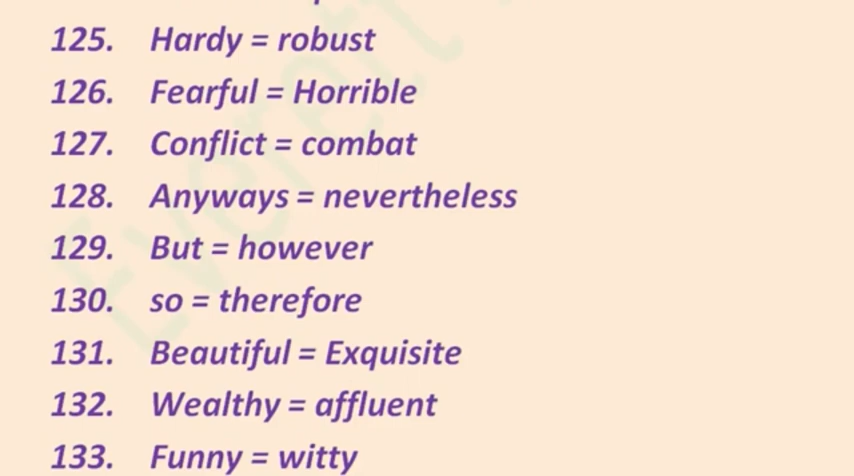 125. Hardy = robust
126. Fearful = Horrible
127. Conflict = combat
128. Anyways = nevertheless
129. But = however
130. so = therefore
131. Beautiful = Exquisite
132. Wealthy = affluent
133. Funny = witty